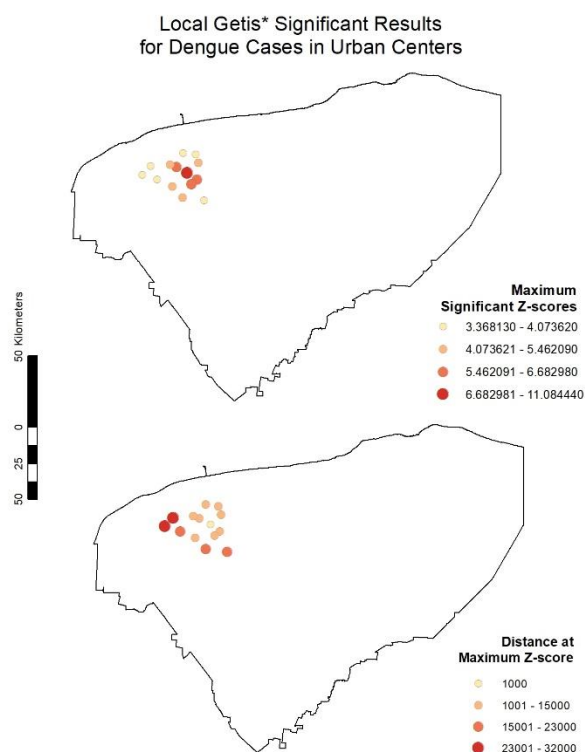 Local Getis* Significant Results
for Dengue Cases in Urban Centers
Maximum
Significant Z-scores
3.368130 - 4.073620
4.073621 - 5.462090
5.462091 - 6.682980
6.682981 - 11.084440
50 Kilometers
0
25
50
Distance at
Maximum Z-score
1000
1001 - 15000
15001 - 23000
23001 - 32000